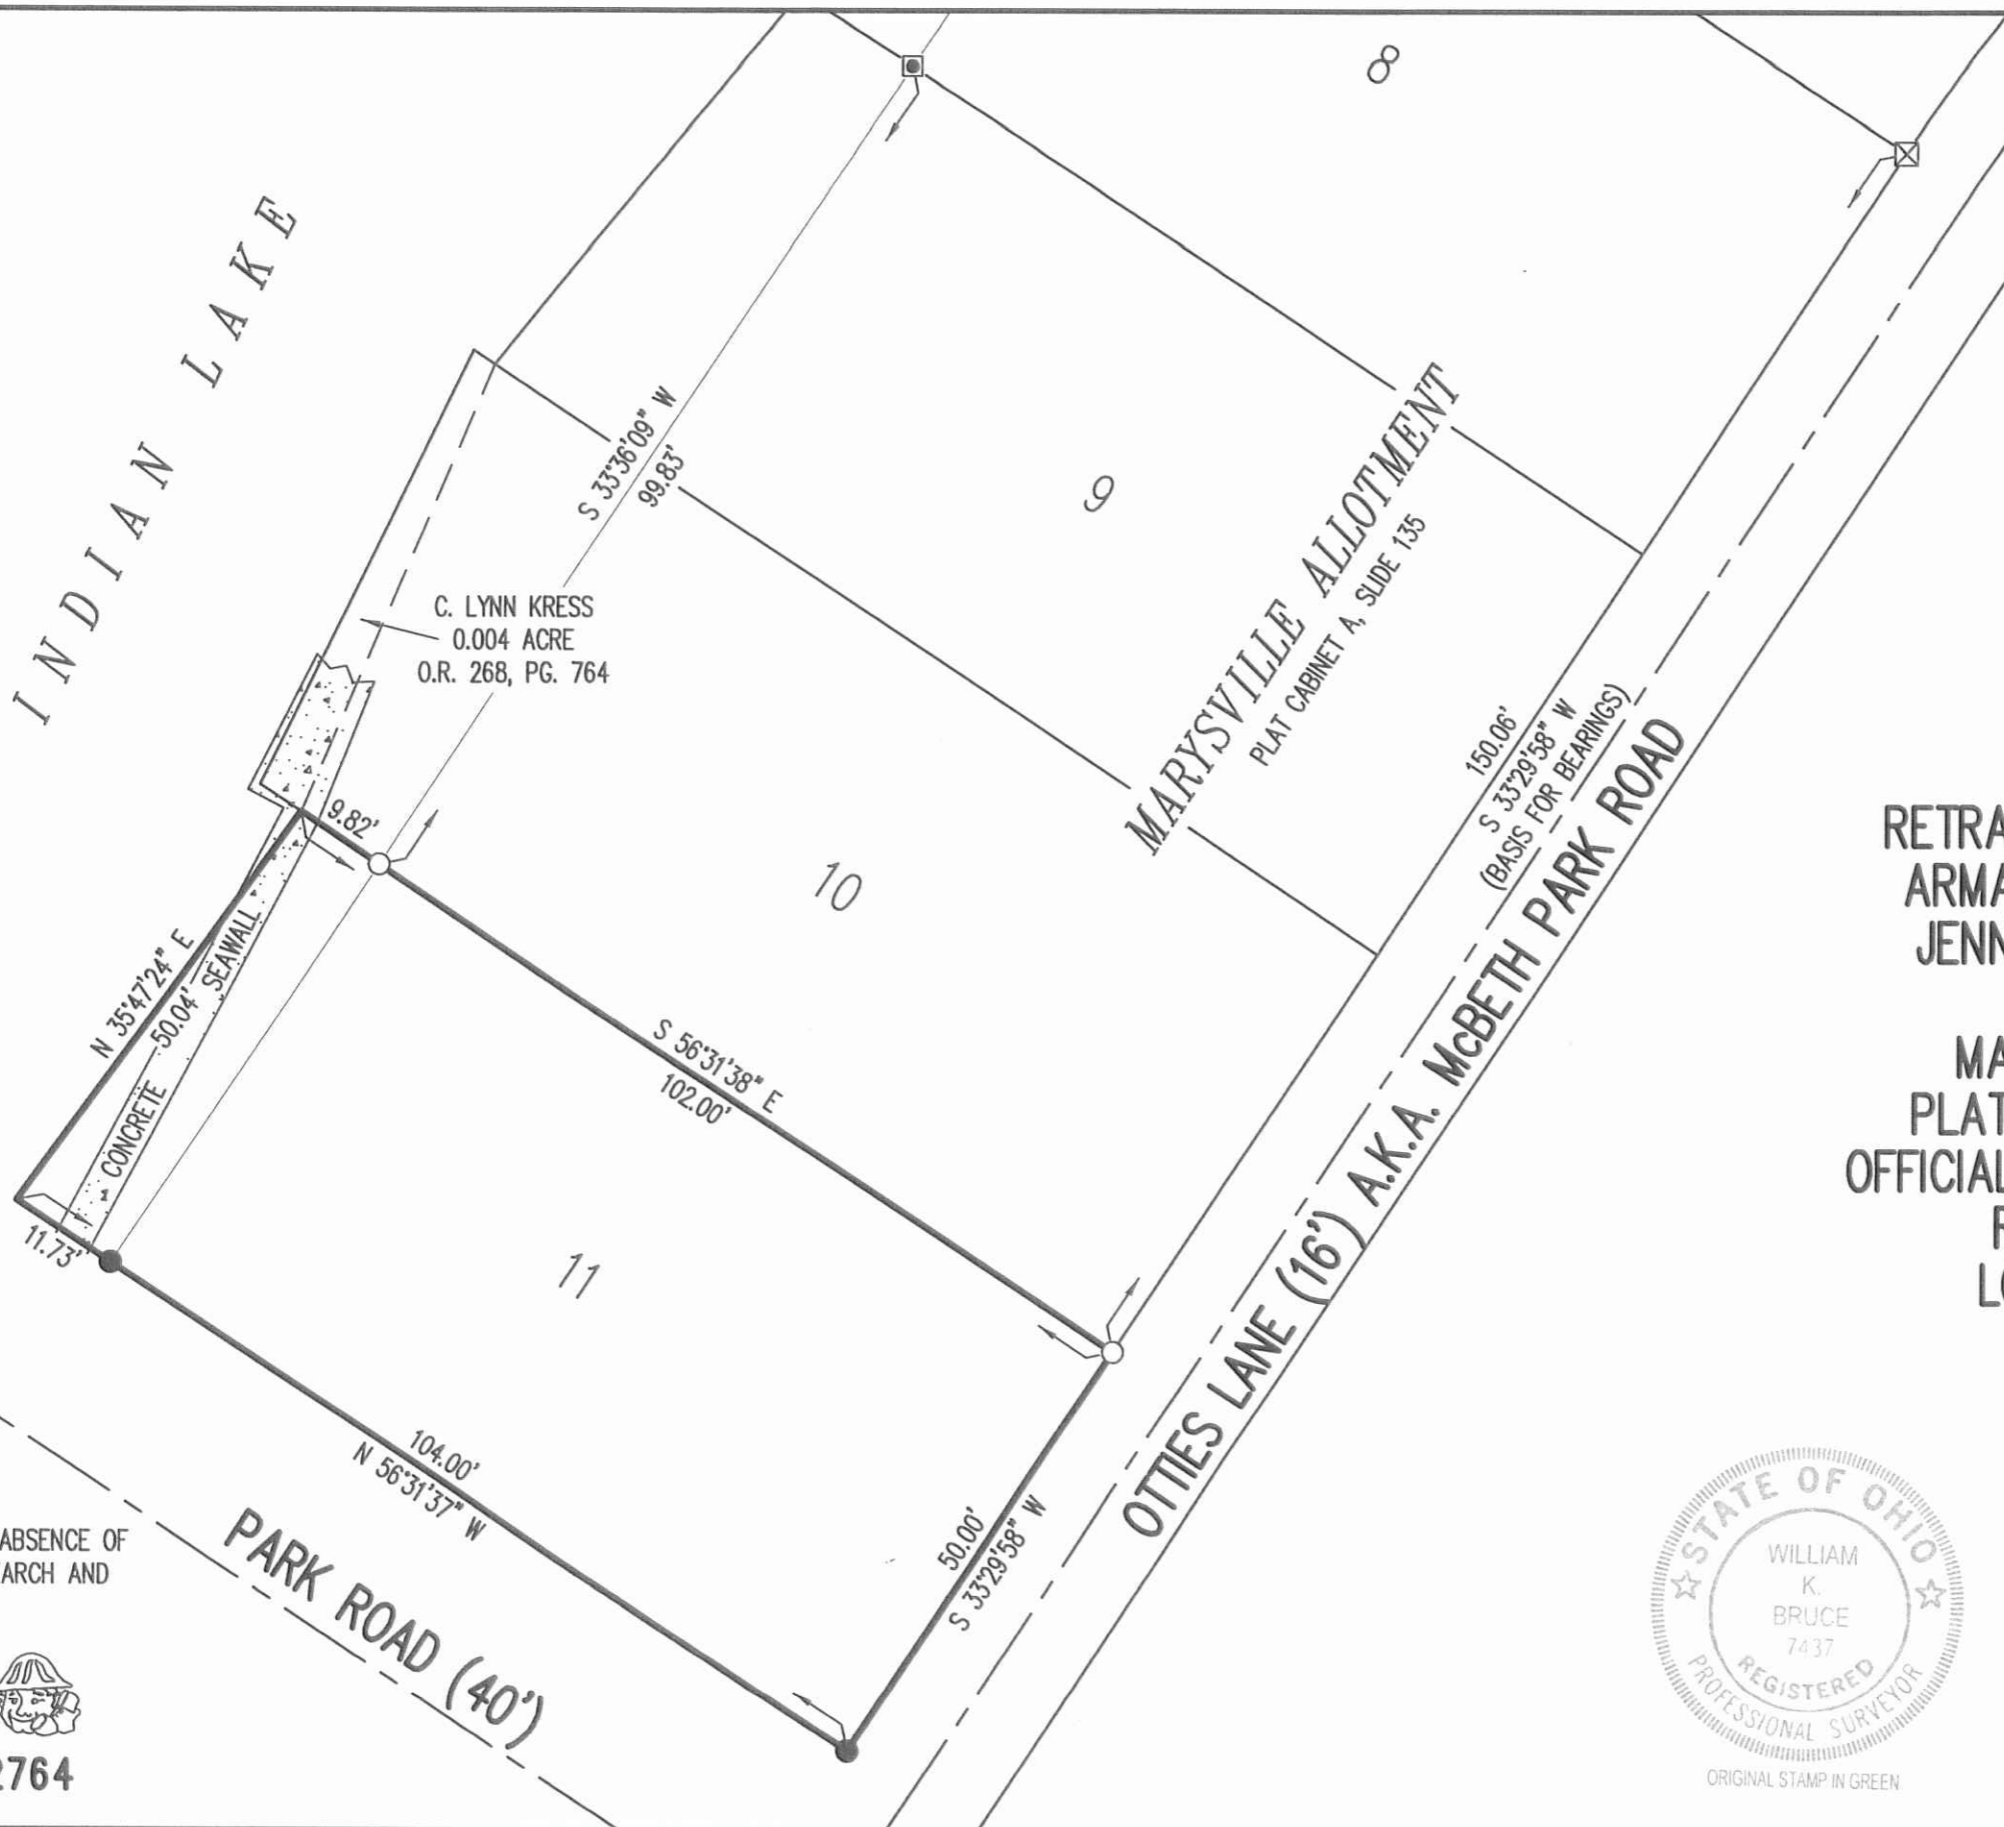 8
INDIAN LAKE
S 33°36'09" W
99.83'
9
MARYSVILLE ALLOTMENT
PLAT CABINET A, SLIDE 135
C. LYNN KRESS
0.004 ACRE
O.R. 268, PG. 764
150.06'
S 33°29'58" W
(BASIS FOR BEARINGS)
9.82'
10
RETRA
ARMA
JENN
MA
PLAT
OFFICIAL
L
N 35°47'24" E
50.04'
CONCRETE SEAWALL
S 56°31'38" E
102.00'
OTTIES LANE (16') A.K.A. McBETH PARK ROAD
11.73'
11
104.00'
N 56°31'37" W
50.00'
S 33°29'58" W
PARK ROAD (40')
ABSENCE OF
ARCH AND
2764
STATE OF OHIO
WILLIAM
K.
BRUCE
7437
REGISTERED
PROFESSIONAL SURVEYOR
ORIGINAL STAMP IN GREEN